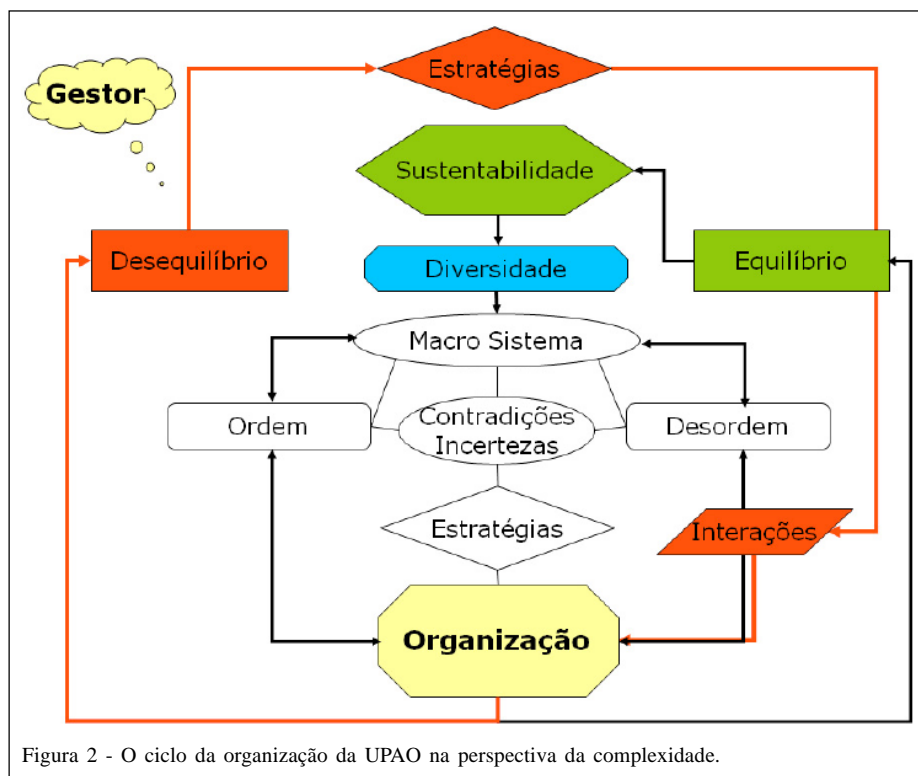 Estratégias
Gestor
Sustentabilidade
Desequilíbrio
Diversidade
Equilíbrio
Macro Sistema
Ordem
Contradições
Incertezas
Desordem
Estratégias
Interações
Organização
Figura 2 - O ciclo da organização da UPAO na perspectiva da complexidade.